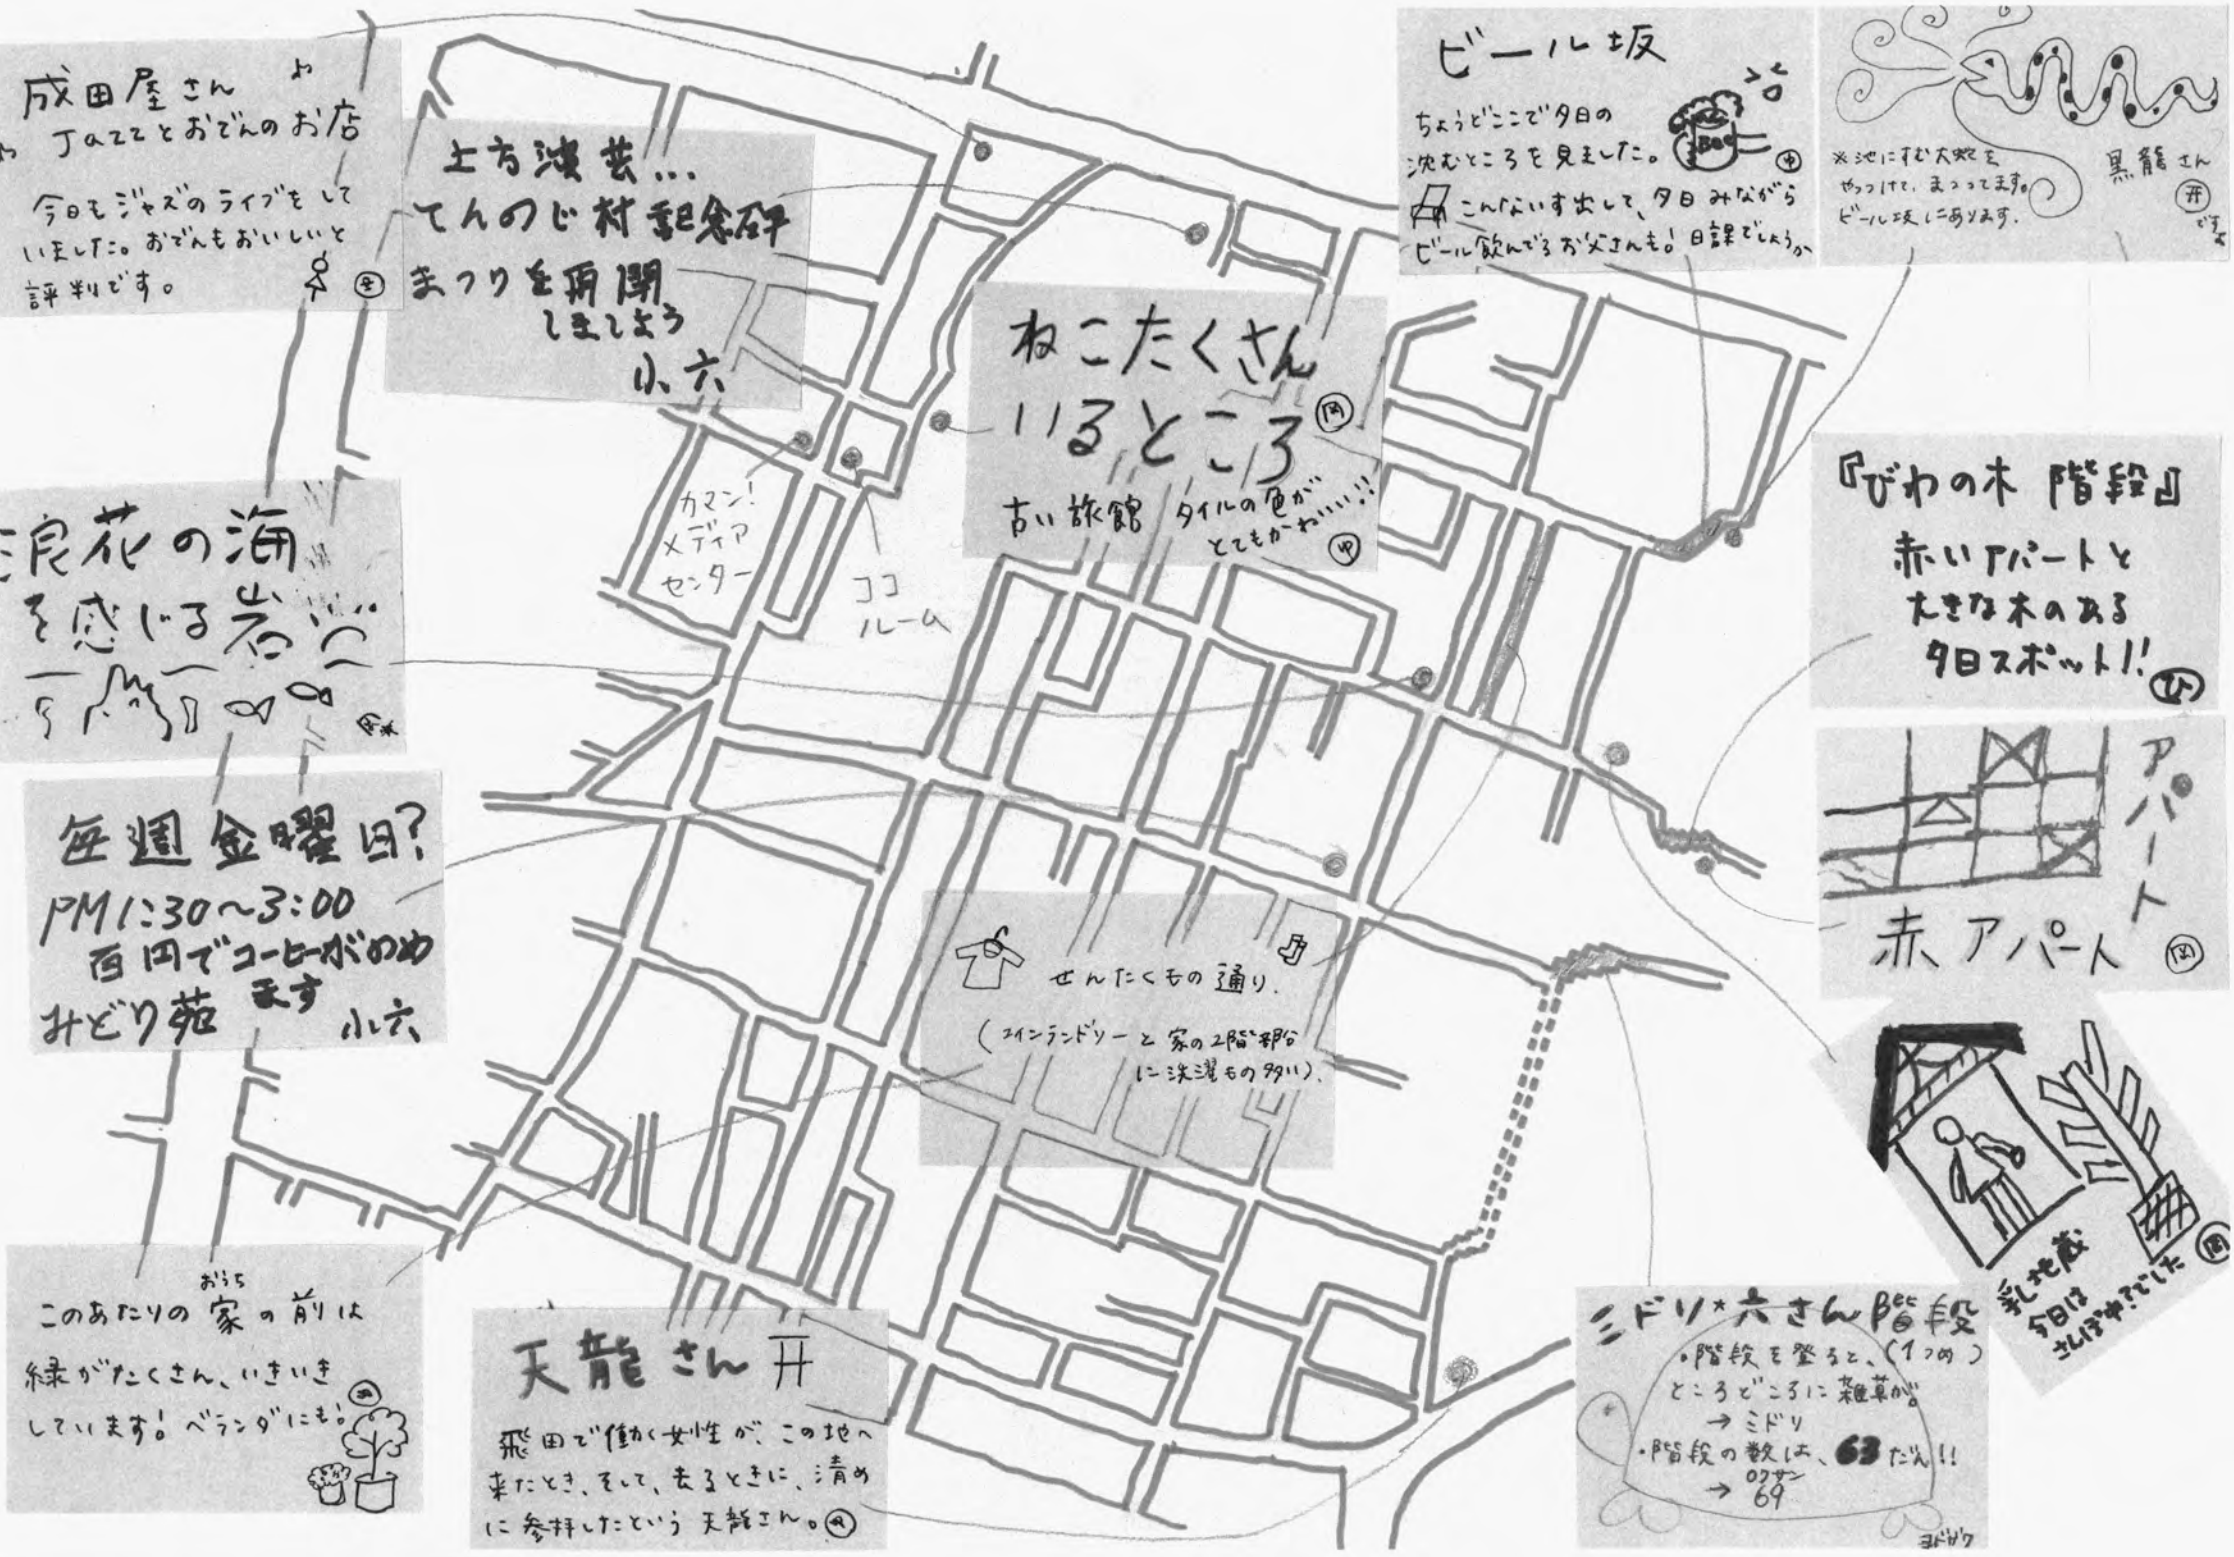 成田屋さん
Jazzとおでんのお店
今日もジャズのライブをして
いました。おでんもおいしいと
評判です。
上方演芸...
てんのじ村記念碑
まつりを再開
しましょう
小六
ねこたくさん
いるところ
岡
古い旅館 タイルの色が
とてもかわいい!!
中
ビール坂
ちょうどここで夕日の
沈むところを見ました。
中
こんないす出して、夕日みながら
ビール飲んでるお父さんも!日課でしょうか
※池にすむ大蛇を
やっつけて、まつってます。
ビール坂にあります。
黒龍さん
です
『びわの木 階段』
赤いアパートと
大きな木のある
夕日スポット!!
ひ
アパート
赤アパート
岡
乳地蔵
今日は
さんぽ中?でした
岡
浪花の海
を感じる岩
毎週金曜日?
PM1:30~3:00
百円でコーヒーがのめ
ます
みどり苑
小六
カマン!
メディア
センター
ココ
ルーム
せんたくもの通り.
(コインランドリーと家の2階部分
に洗濯もの多い).
おうち
このあたりの家の前は
緑がたくさん、いきいき
しています!ベランダにも!
天龍さん
飛田で働く女性が、この地へ
来たとき、そして、去るときに、清め
に参拝したという天龍さん。
ミドリ*六さん階段
・階段を登ると、(1つめ)
ところどころに雑草が。
→ミドリ
・階段の数は、63だん!!
ロクサン
→69
ヨドガワ